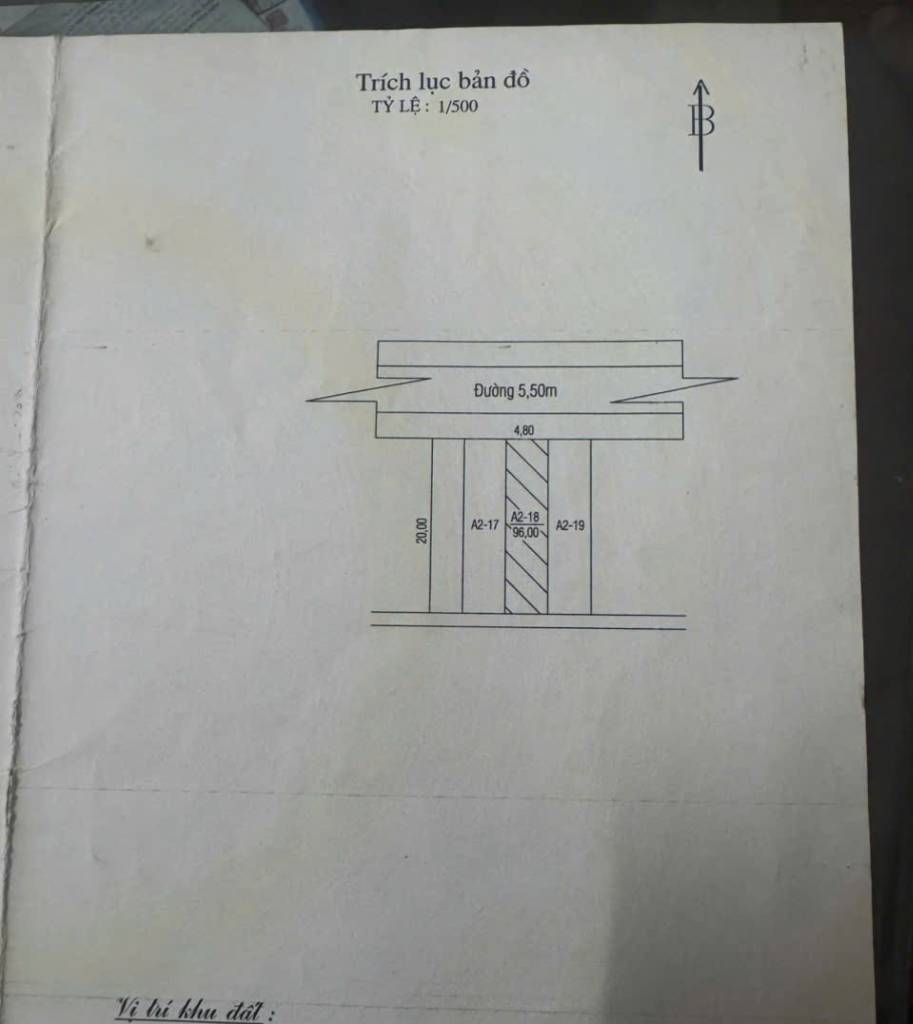 Trích lục bản đồ
TỶ LỆ : 1/500
B
Đường 5,50m
4,80
20,00
A2-17
A2-18
96,00
A2-19
Vị trí khu đất :